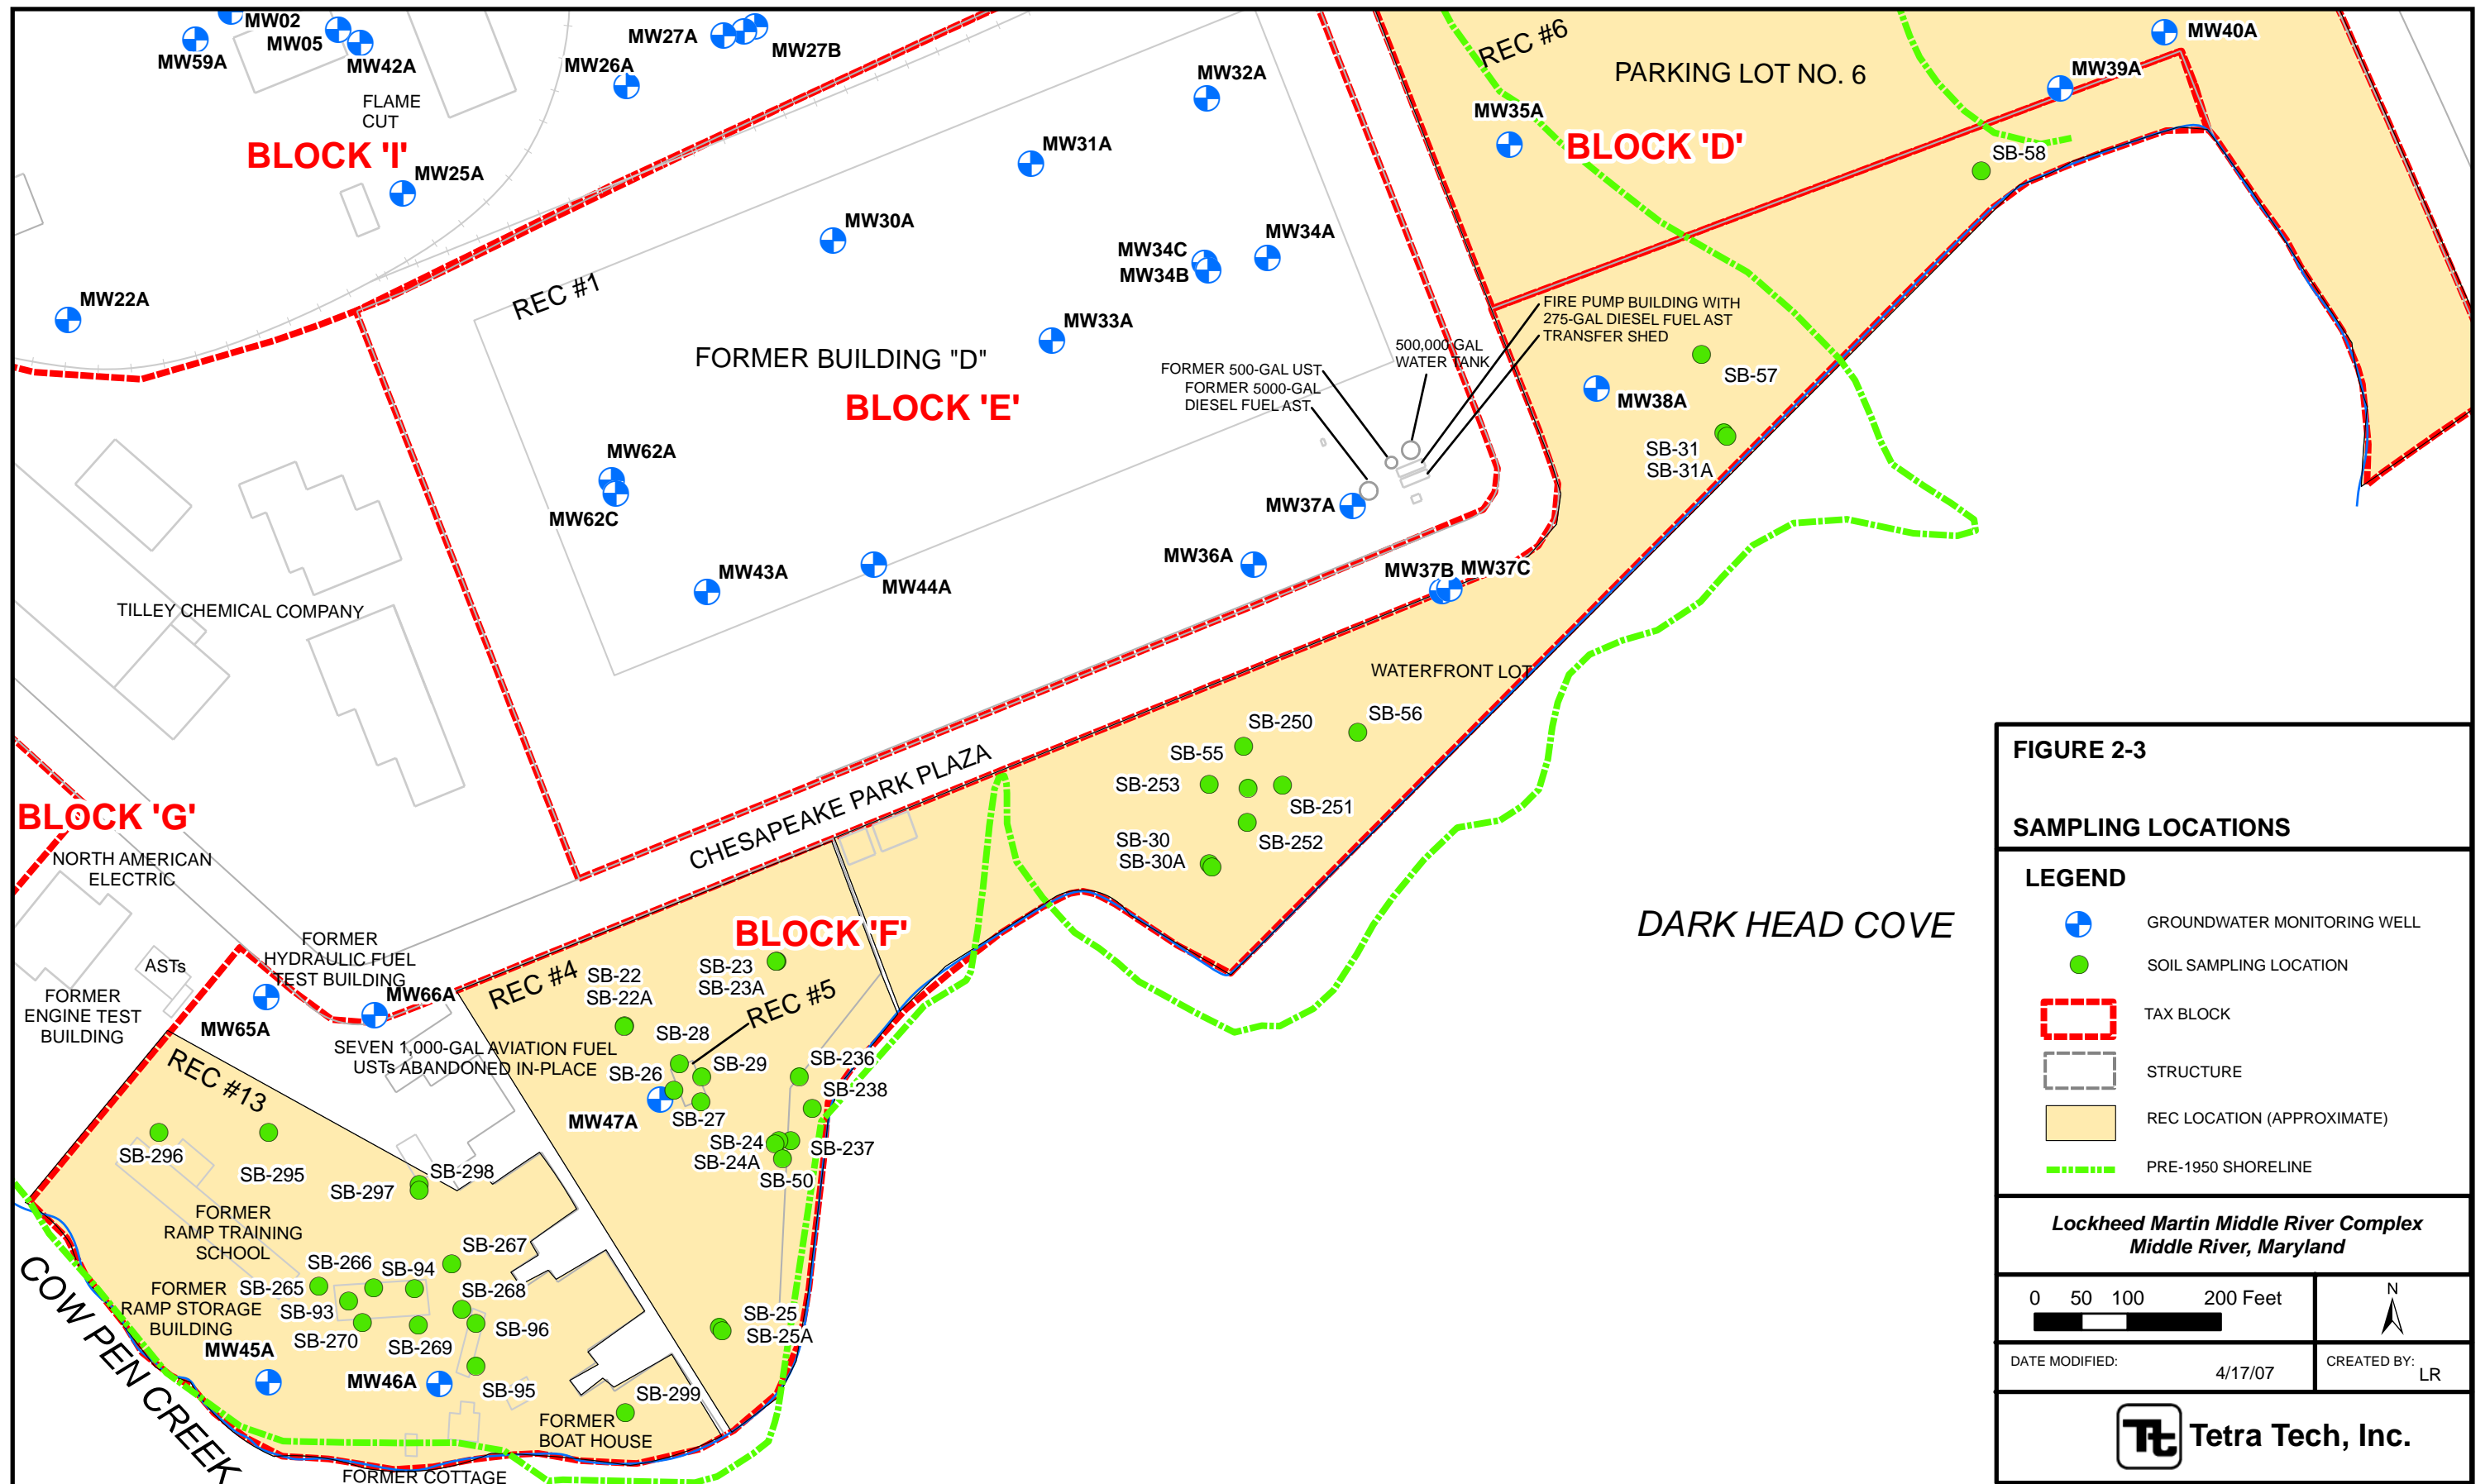 MW02
MW59A
MW05
MW42A
FLAME
CUT
BLOCK 'I'
MW25A
MW22A
MW27A
MW27B
MW26A
MW32A
MW31A
MW30A
MW34C
MW34B
MW34A
MW33A
REC #1
FORMER BUILDING "D"
BLOCK 'E'
REC #6
PARKING LOT NO. 6
MW35A
BLOCK 'D'
MW40A
MW39A
SB-58
FIRE PUMP BUILDING WITH
275-GAL DIESEL FUEL AST
TRANSFER SHED
500,000 GAL
WATER TANK
FORMER 500-GAL UST
FORMER 5000-GAL
DIESEL FUEL AST
SB-57
MW38A
SB-31
SB-31A
MW62A
MW62C
MW43A
MW44A
MW37A
MW36A
MW37B
MW37C
TILLEY CHEMICAL COMPANY
WATERFRONT LOT
SB-250
SB-56
SB-55
SB-253
SB-251
SB-252
SB-30
SB-30A
CHESAPEAKE PARK PLAZA
BLOCK 'G'
NORTH AMERICAN
ELECTRIC
ASTs
FORMER
HYDRAULIC FUEL
TEST BUILDING
FORMER
ENGINE TEST
BUILDING
MW65A
MW66A
BLOCK 'F'
REC #4
SB-22
SB-22A
SB-23
SB-23A
REC #5
SB-28
SB-29
SB-26
SB-27
SEVEN 1,000-GAL AVIATION FUEL
USTs ABANDONED IN-PLACE
MW47A
SB-236
SB-238
SB-24
SB-24A
SB-237
SB-50
REC #13
SB-296
SB-295
SB-298
SB-297
FORMER
RAMP TRAINING
SCHOOL
SB-267
SB-266
SB-94
SB-265
SB-268
SB-93
SB-96
SB-270
SB-269
FORMER
RAMP STORAGE
BUILDING
MW45A
MW46A
SB-95
SB-25
SB-25A
SB-299
FORMER
BOAT HOUSE
FORMER COTTAGE
COW PEN CREEK
DARK HEAD COVE
FIGURE 2-3
SAMPLING LOCATIONS
LEGEND
GROUNDWATER MONITORING WELL
SOIL SAMPLING LOCATION
TAX BLOCK
STRUCTURE
REC LOCATION (APPROXIMATE)
PRE-1950 SHORELINE
Lockheed Martin Middle River Complex
Middle River, Maryland
0 50 100 200 Feet
N
DATE MODIFIED: 4/17/07
CREATED BY: LR
Tt Tetra Tech, Inc.